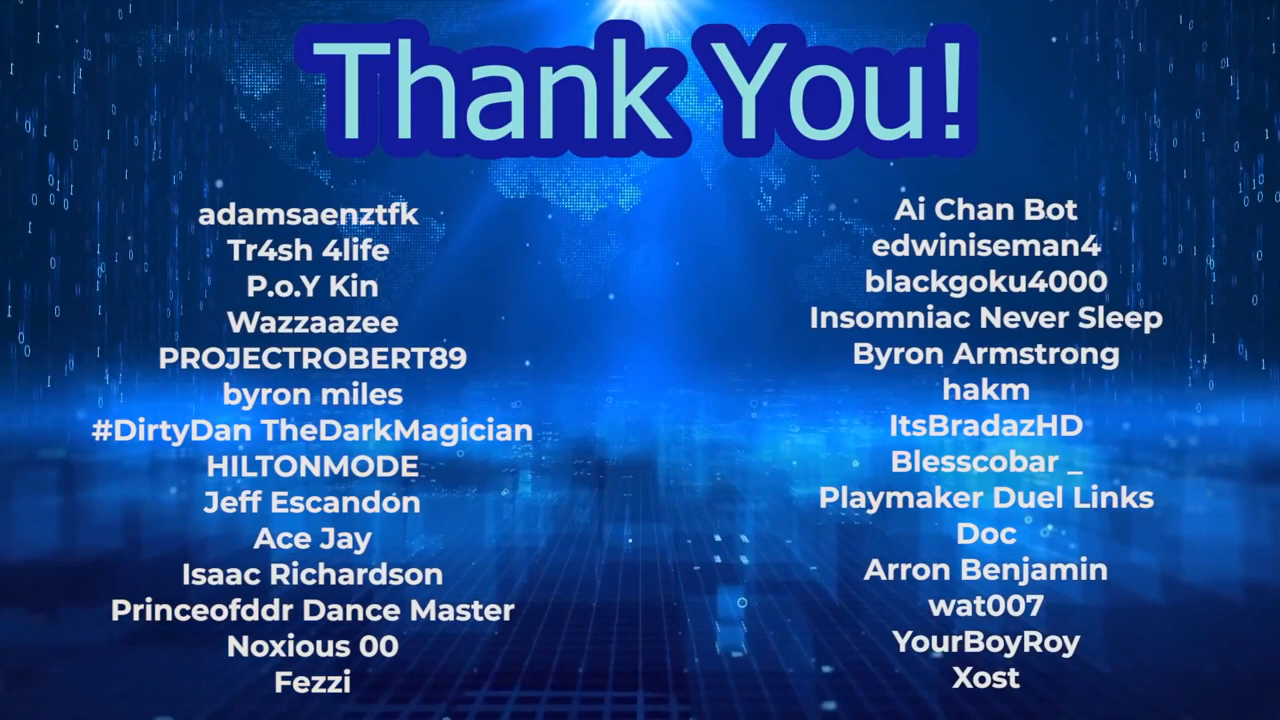 Thank You!
adamsaenztfk
Tr4sh 4life
P.o.Y Kin
Wazzaazee
PROJECTROBERT89
byron miles
#DirtyDan TheDarkMagician
HILTONMODE
Jeff Escandon
Ace Jay
Isaac Richardson
Princeofddr Dance Master
Noxious 00
Fezzi
Ai Chan Bot
edwiniseman4
blackgoku4000
Insomniac Never Sleep
Byron Armstrong
hakm
ItsBradazHD
Blesscobar _
Playmaker Duel Links
Doc
Arron Benjamin
wat007
YourBoyRoy
Xost